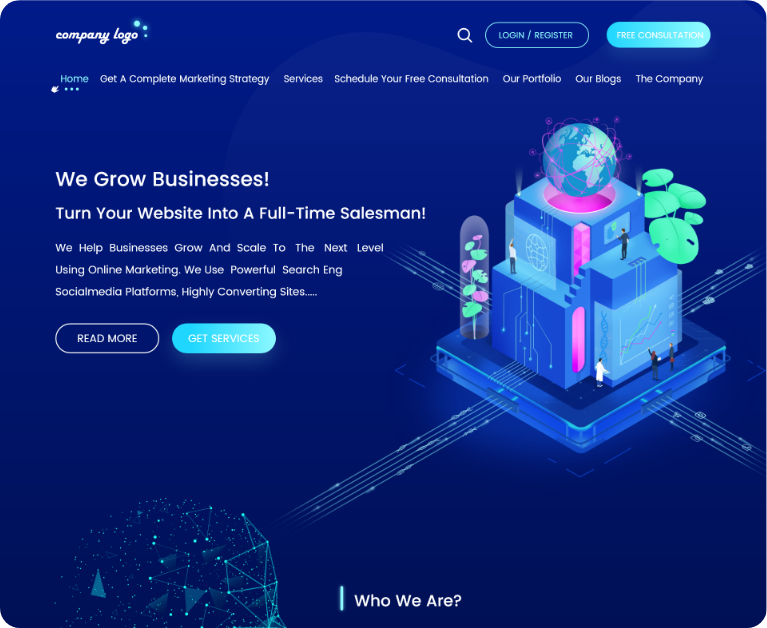 company logo
LOGIN / REGISTER
FREE CONSULTATION
Home Get A Complete Marketing Strategy Services Schedule Your Free Consultation Our Portfolio Our Blogs The Company
We Grow Businesses!
Turn Your Website Into A Full-Time Salesman!
We Help Businesses Grow And Scale To The Next Level
Using Online Marketing. We Use Powerful Search Eng
Socialmedia Platforms, Highly Converting Sites.....
READ MORE
GET SERVICES
Who We Are?